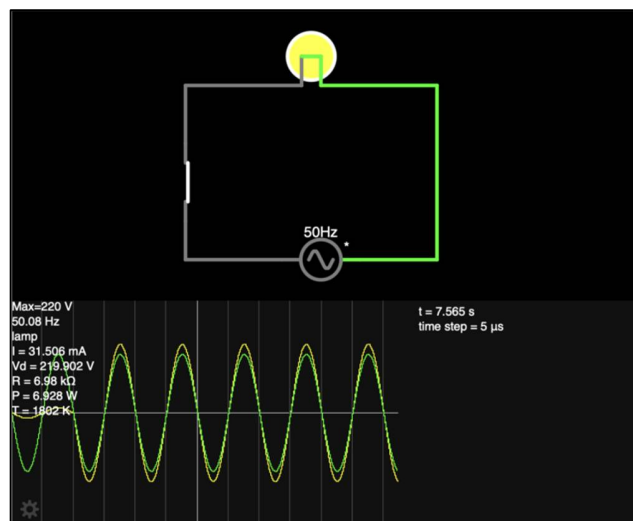 50Hz
*
Max=220 V
50.08 Hz
lamp
I = 31.506 mA
Vd = 219.902 V
R = 6.98 kΩ
P = 6.928 W
T = 1802 K
t = 7.565 s
time step = 5 μs